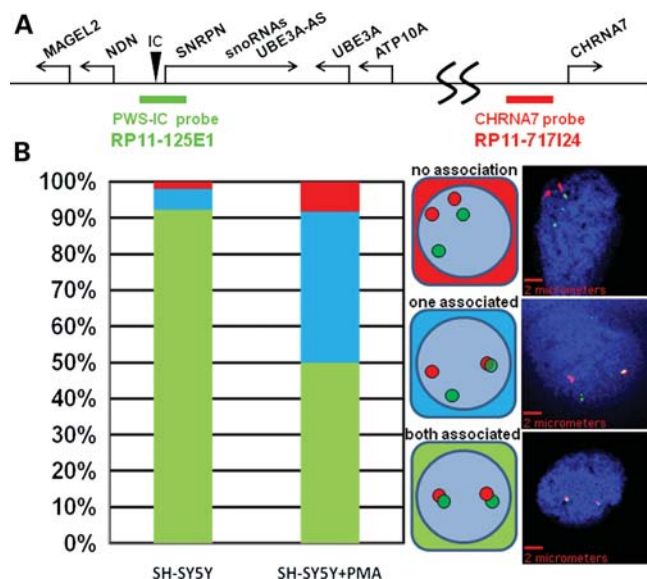 A
MAGEL2
NDN
IC
SNRPN
snoRNAs
UBE3A-AS
UBE3A
ATP10A
CHRNA7
PWS-IC probe
RP11-125E1
CHRNA7 probe
RP11-717I24
B
100%
90%
80%
70%
60%
50%
40%
30%
20%
10%
0%
SH-SY5Y
SH-SY5Y+PMA
no association
2 micrometers
one associated
2 micrometers
both associated
2 micrometers